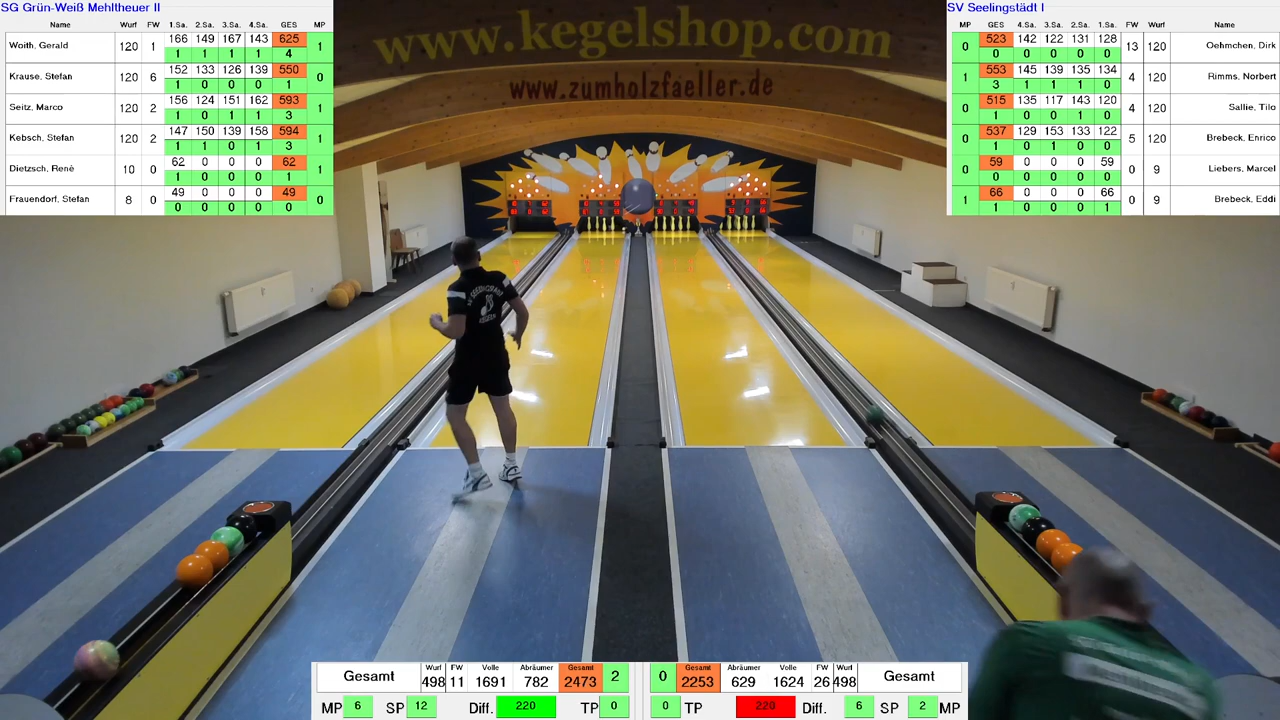 SG Grün-Weiß Mehltheuer II
Name Wurf FW 1.Sa. 2.Sa. 3.Sa. 4.Sa. GES MP
Woith, Gerald 120 1 166 149 167 143 625 1
1 1 1 1 4
Krause, Stefan 120 6 152 133 126 139 550 0
1 0 0 0 1
Seitz, Marco 120 2 156 124 151 162 593 1
1 0 1 1 3
Kebsch, Stefan 120 2 147 150 139 158 594 1
1 1 0 1 3
Dietzsch, Renè 10 0 62 0 0 0 62 1
1 0 0 0 1
Frauendorf, Stefan 8 0 49 0 0 0 49 0
0 0 0 0 0
www.kegelshop.com
www.zumholzfaeller.de
SV Seelingstädt I
MP GES 4.Sa. 3.Sa. 2.Sa. 1.Sa. FW Wurf Name
0 523 142 122 131 128 13 120 Oehmchen, Dirk
0 0 0 0 0
1 553 145 139 135 134 4 120 Rimms, Norbert
3 1 1 1 0
0 515 135 117 143 120 4 120 Sallie, Tilo
1 0 0 1 0
0 537 129 153 133 122 5 120 Brebeck, Enrico
1 0 1 0 0
0 59 0 0 0 59 0 9 Liebers, Marcel
0 0 0 0 0
1 66 0 0 0 66 0 9 Brebeck, Eddi
1 0 0 0 1
SV SEELINGSTÄDT
KEGELN
Gesamt Wurf 498 FW 11 Volle 1691 Abräumer 782 Gesamt 2473 2
MP 6 SP 12 Diff. 220 TP 0
0 Gesamt 2253 Abräumer 629 Volle 1624 FW 26 Wurf 498 Gesamt
0 TP 220 Diff. 6 SP 2 MP